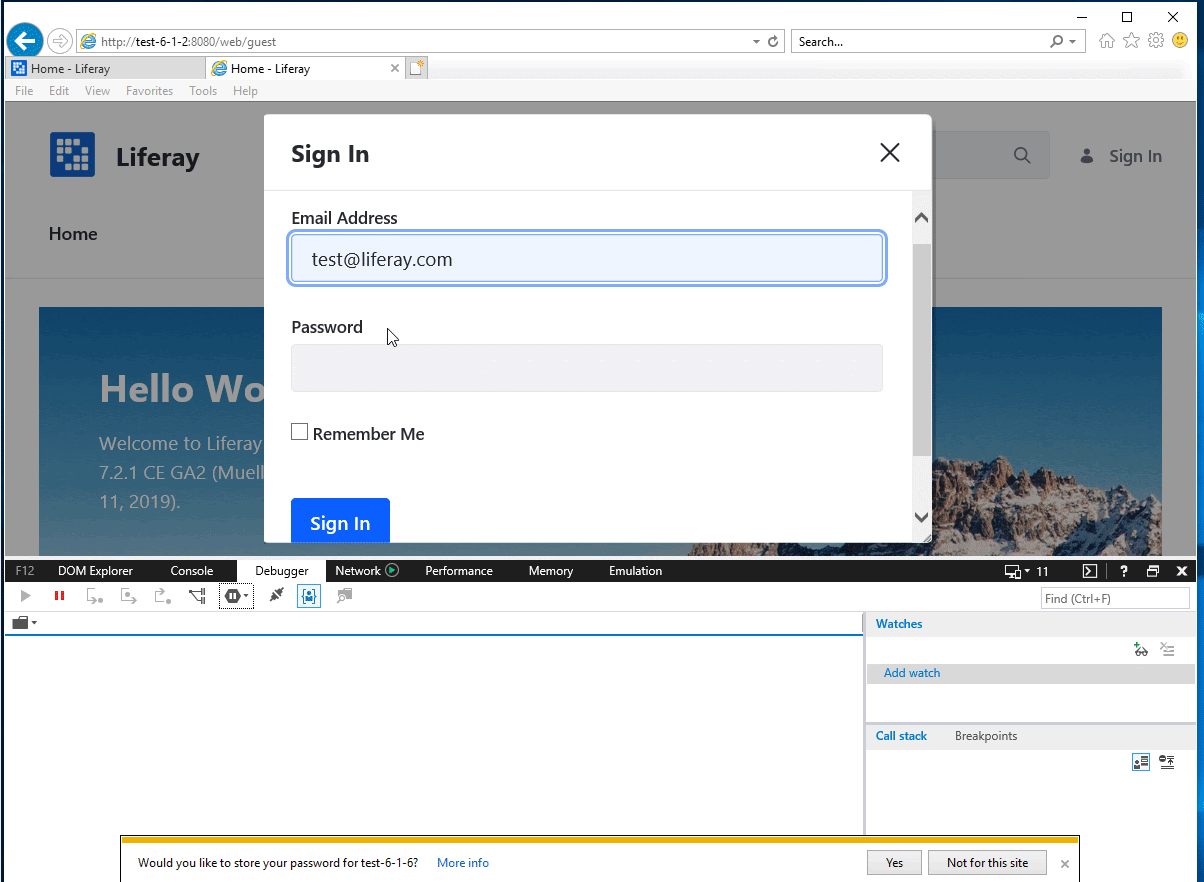 http://test-6-1-2:8080/web/guest
Search...
Home - Liferay
Home - Liferay
File Edit View Favorites Tools Help
Liferay
Sign In
Sign In
Home
Email Address
test@liferay.com
Password
Hello Wo
Welcome to Liferay
7.2.1 CE GA2 (Muell
11, 2019).
Remember Me
Sign In
F12 DOM Explorer Console Debugger Network Performance Memory Emulation 11 ?
Find (Ctrl+F)
Watches
Add watch
Call stack Breakpoints
Would you like to store your password for test-6-1-6? More info Yes Not for this site